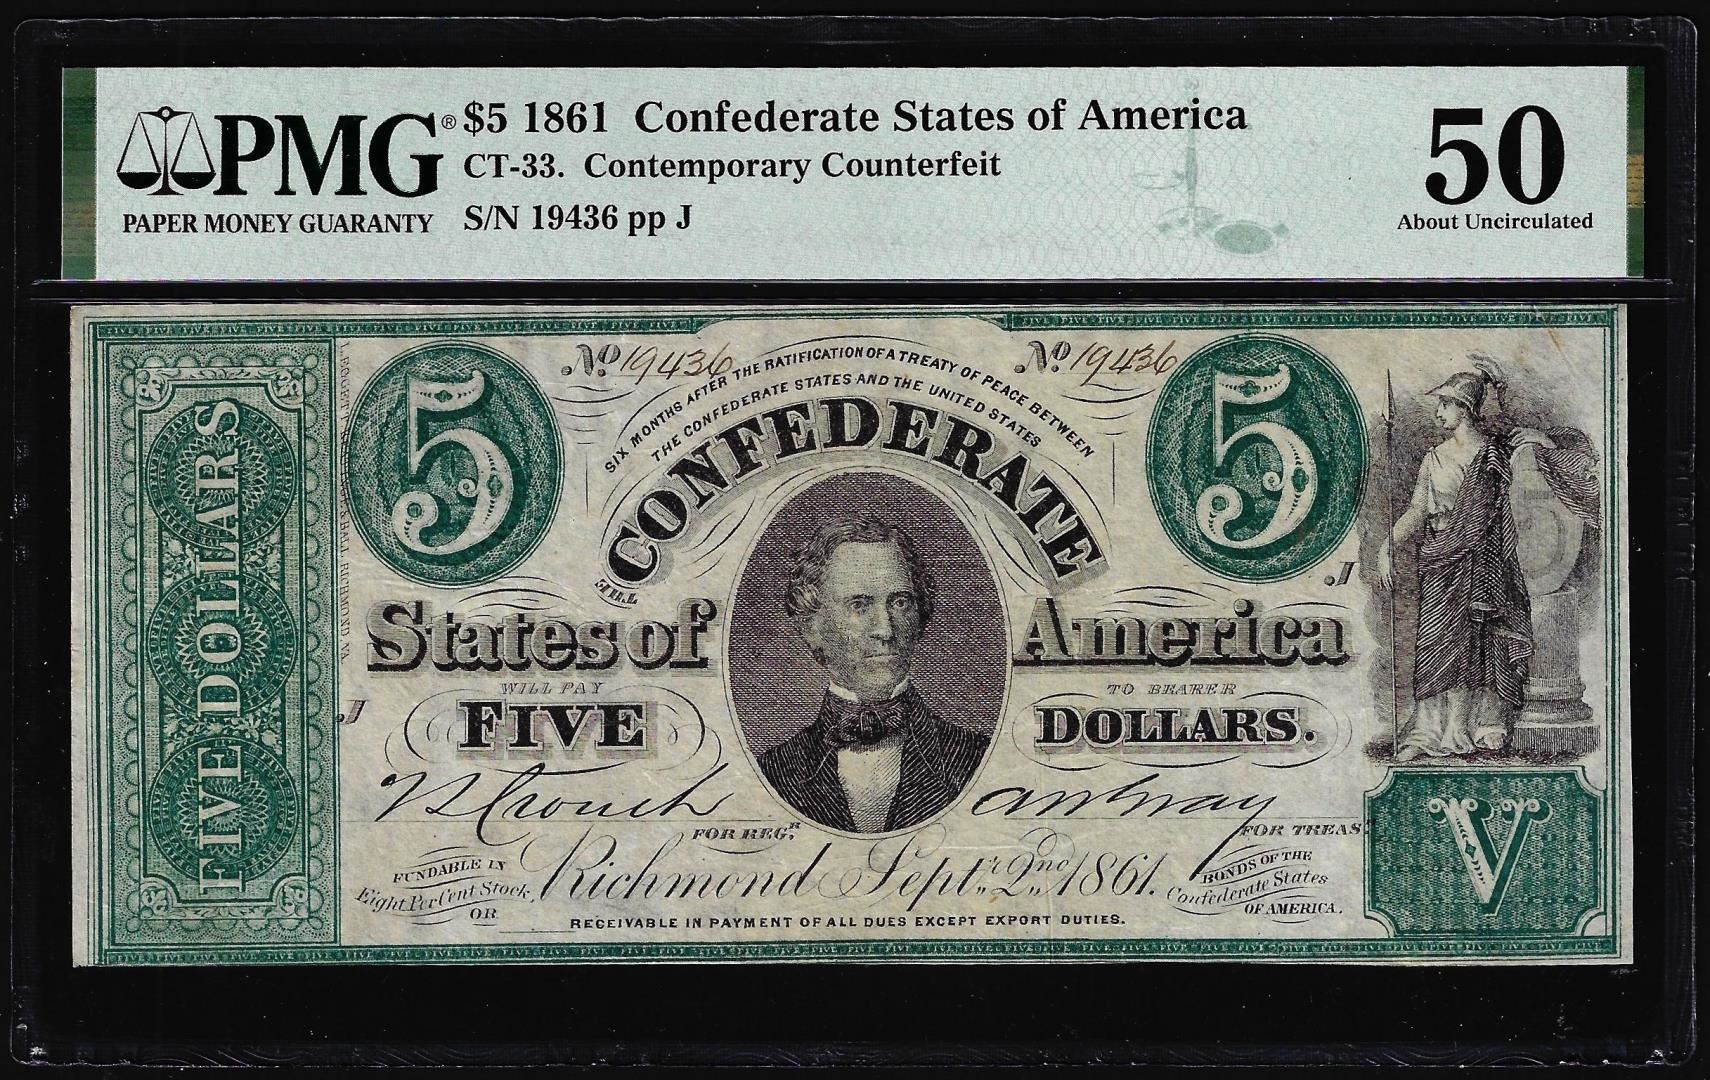 PMG®
PAPER MONEY GUARANTY
$5 1861 Confederate States of America
CT-33. Contemporary Counterfeit
S/N 19436 pp J
50
About Uncirculated
No. 19436
No. 19436
5
5
SIX MONTHS AFTER THE RATIFICATION OF A TREATY OF PEACE BETWEEN
THE CONFEDERATE STATES AND THE UNITED STATES
THE
CONFEDERATE
States of America
J
J
WILL PAY TO BEARER
FIVE DOLLARS.
FIVE DOLLARS
RICHMOND VA.
FOR REG.R
FOR TREAS
Richmond Septr. 2nd 1861.
FUNDABLE IN
Eight Per Cent Stock,
OR
BONDS OF THE
Confederate States
OF AMERICA.
RECEIVABLE IN PAYMENT OF ALL DUES EXCEPT EXPORT DUTIES.
V